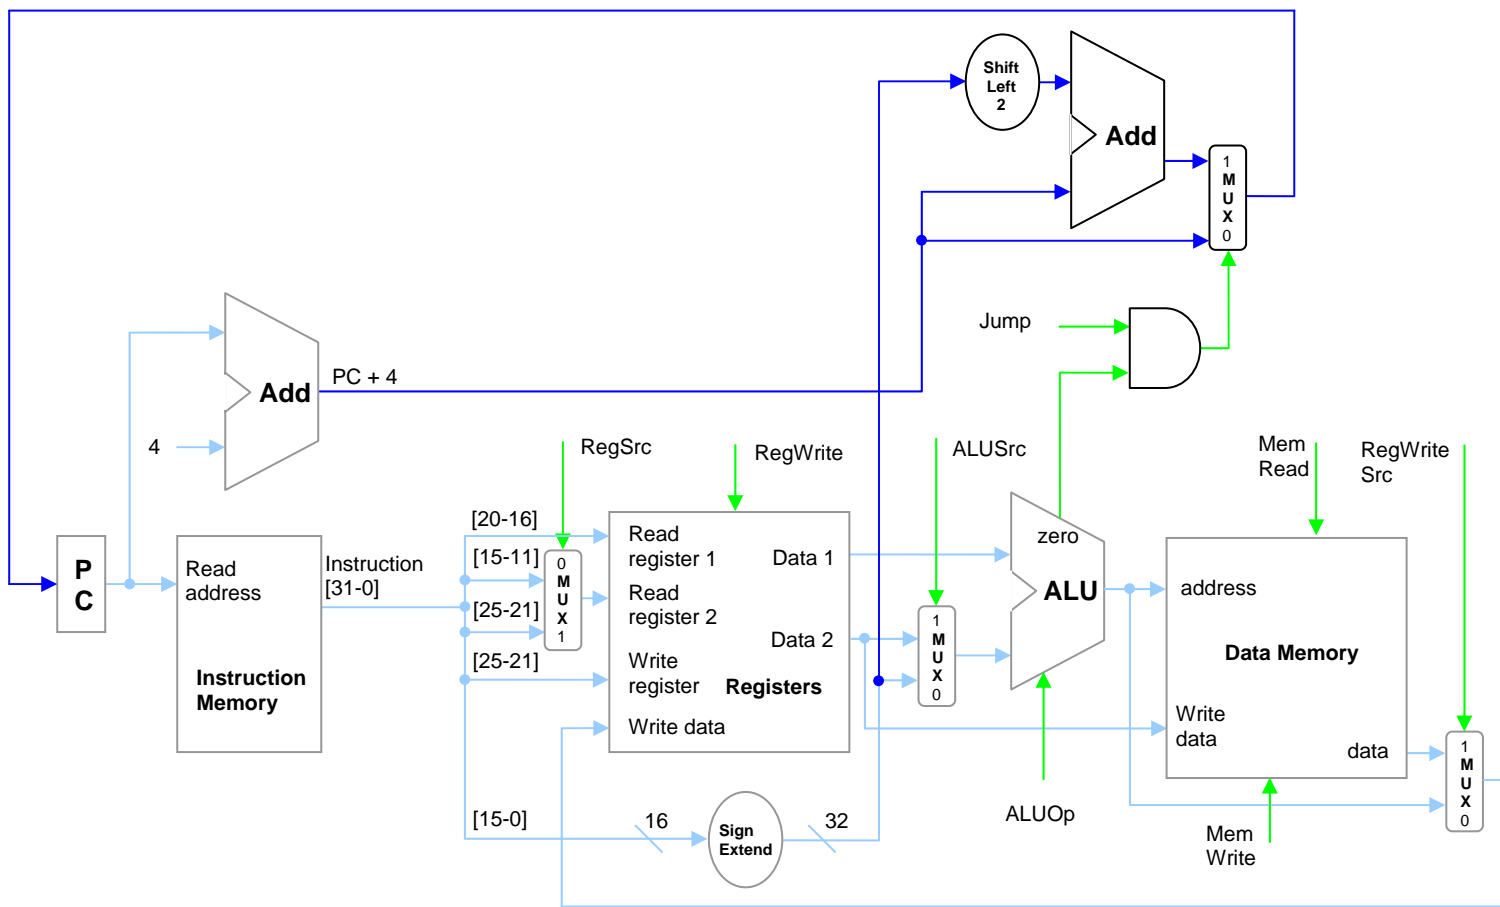 Shift
Left
2
Add
1
M
U
X
0
Jump
PC + 4
Add
4
RegSrc
RegWrite
ALUSrc
Mem
Read
RegWrite
Src
[20-16]
[15-11]
[25-21]
[25-21]
0
M
U
X
1
Read
register 1
Data 1
Read
register 2
Data 2
Write
register
Registers
Write data
P
C
Read
address
Instruction
[31-0]
Instruction
Memory
zero
ALU
1
M
U
X
0
address
Data Memory
Write
data
data
1
M
U
X
0
[15-0]
16
Sign
Extend
32
ALUOp
Mem
Write